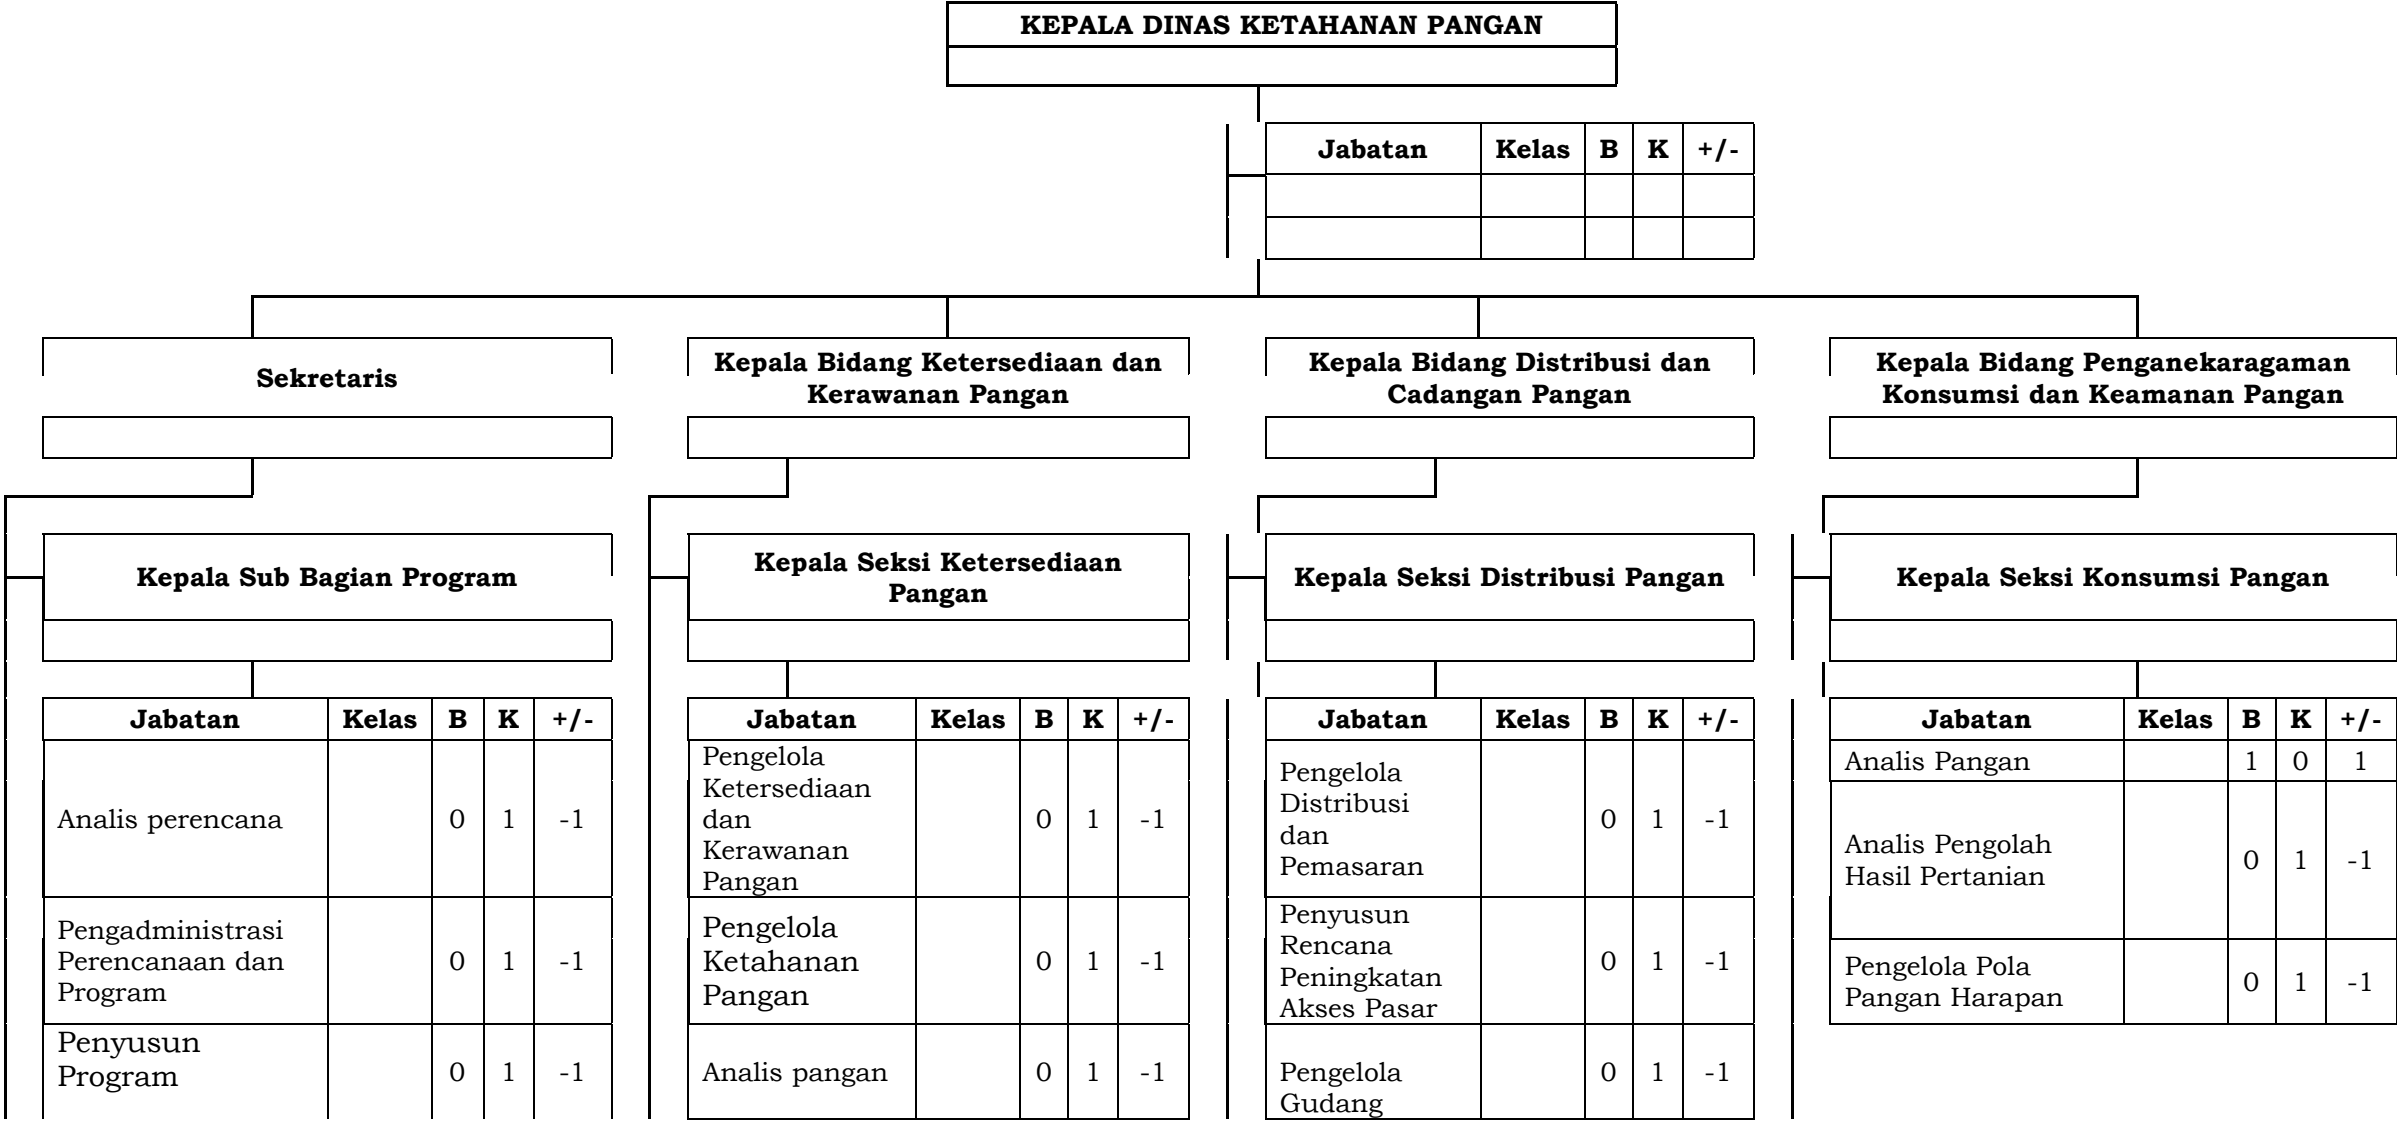 KEPALA DINAS KETAHANAN PANGAN
Jabatan Kelas B K +/-
Sekretaris
Kepala Bidang Ketersediaan dan
Kerawanan Pangan
Kepala Bidang Distribusi dan
Cadangan Pangan
Kepala Bidang Penganekaragaman
Konsumsi dan Keamanan Pangan
Kepala Sub Bagian Program
Kepala Seksi Ketersediaan
Pangan
Kepala Seksi Distribusi Pangan
Kepala Seksi Konsumsi Pangan
Jabatan Kelas B K +/-
Analis perencana 0 1 -1
Pengadministrasi
Perencanaan dan 0 1 -1
Program
Penyusun
Program 0 1 -1
Jabatan Kelas B K +/-
Pengelola
Ketersediaan
dan 0 1 -1
Kerawanan
Pangan
Pengelola
Ketahanan 0 1 -1
Pangan
Analis pangan 0 1 -1
Jabatan Kelas B K +/-
Pengelola
Distribusi
dan 0 1 -1
Pemasaran
Penyusun
Rencana
Peningkatan 0 1 -1
Akses Pasar
Pengelola 0 1 -1
Gudang
Jabatan Kelas B K +/-
Analis Pangan 1 0 1
Analis Pengolah
Hasil Pertanian 0 1 -1
Pengelola Pola
Pangan Harapan 0 1 -1